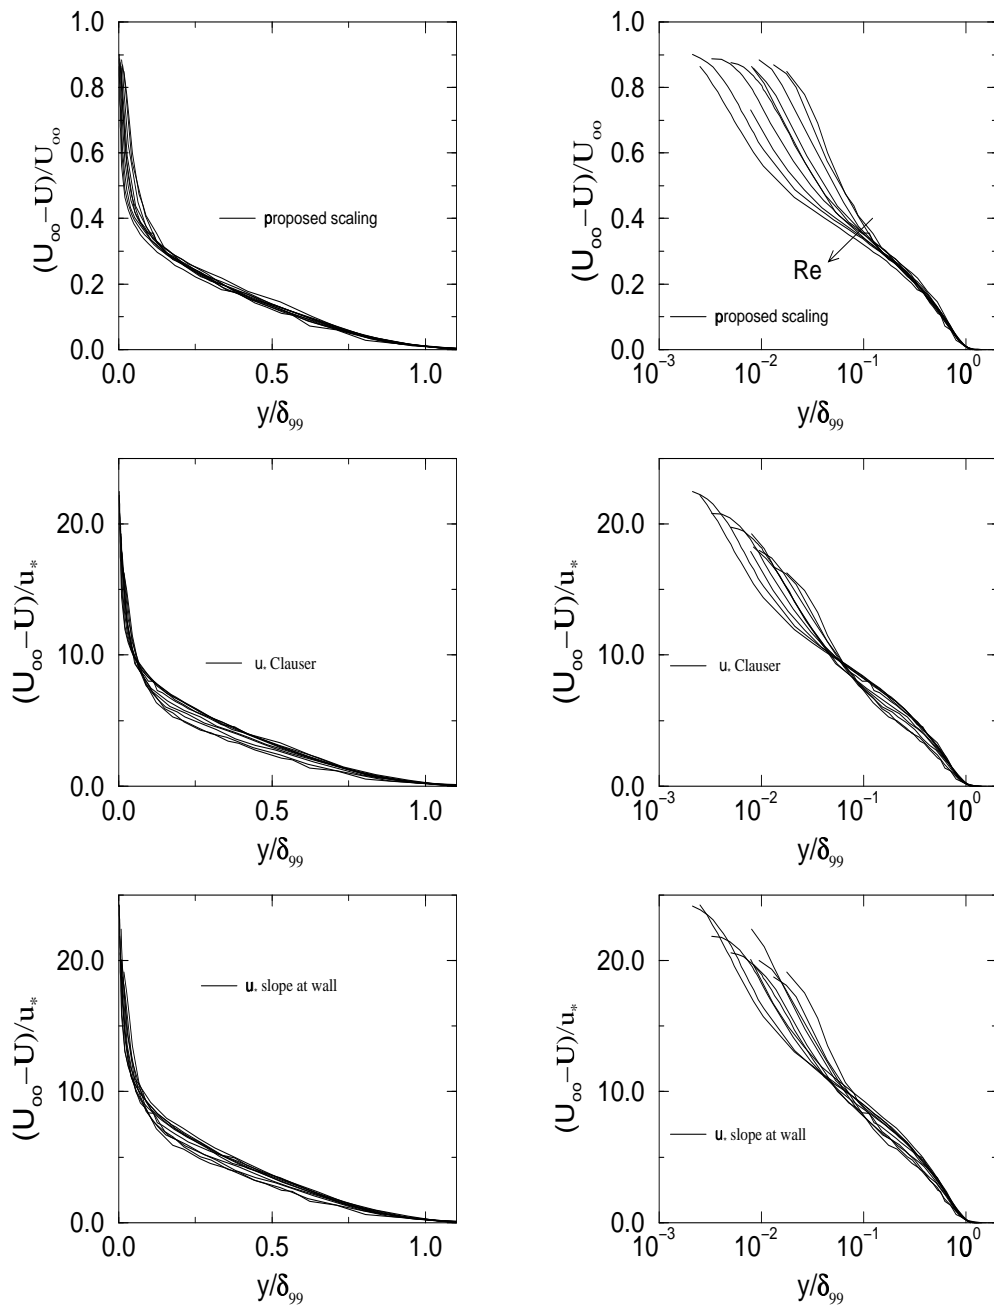 1.0
0.8
0.6
0.4
0.2
0.0
(U∞−U)/U∞
proposed scaling
0.0 0.5 1.0
y/δ99
1.0
0.8
0.6
0.4
0.2
0.0
(U∞−U)/U∞
Re
proposed scaling
10−3 10−2 10−1 100
y/δ99
20.0
10.0
0.0
(U∞−U)/u*
u* Clauser
0.0 0.5 1.0
y/δ99
20.0
10.0
0.0
(U∞−U)/u*
u* Clauser
10−3 10−2 10−1 100
y/δ99
20.0
10.0
0.0
(U∞−U)/u*
u* slope at wall
0.0 0.5 1.0
y/δ99
20.0
10.0
0.0
(U∞−U)/u*
u* slope at wall
10−3 10−2 10−1 100
y/δ99